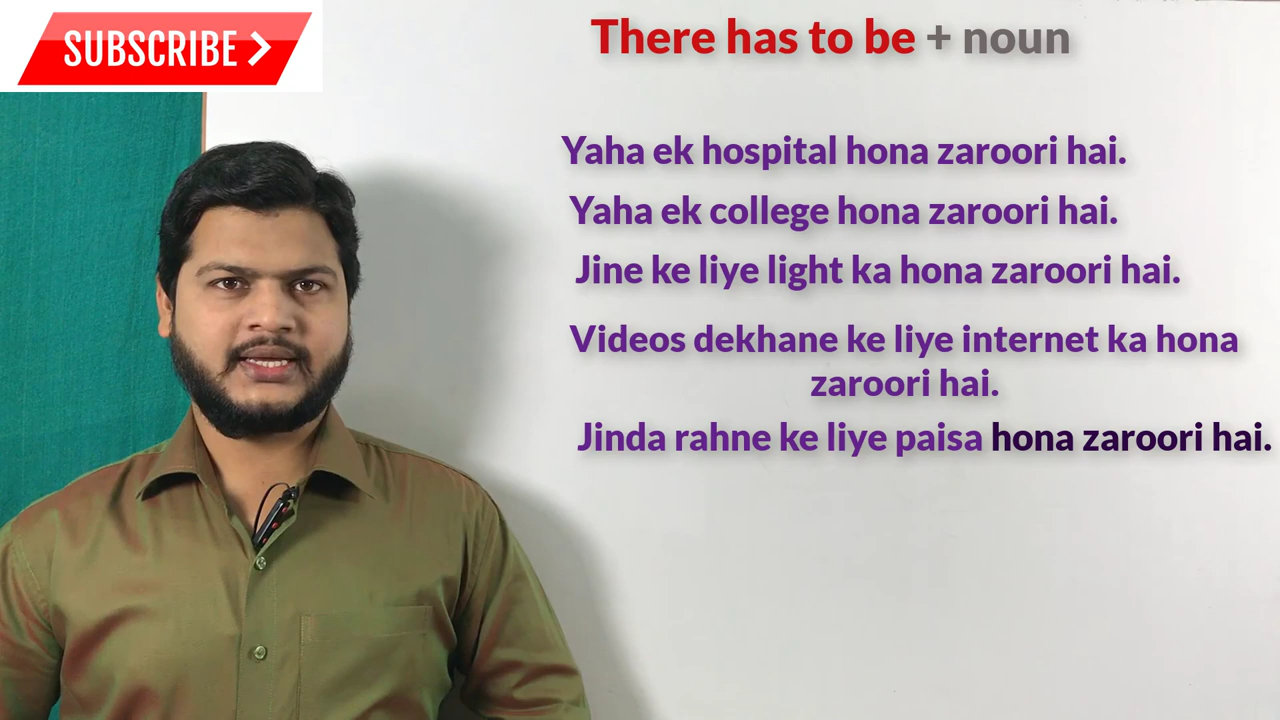 SUBSCRIBE
There has to be + noun
Yaha ek hospital hona zaroori hai.
Yaha ek college hona zaroori hai.
Jine ke liye light ka hona zaroori hai.
Videos dekhane ke liye internet ka hona
zaroori hai.
Jinda rahne ke liye paisa hona zaroori hai.